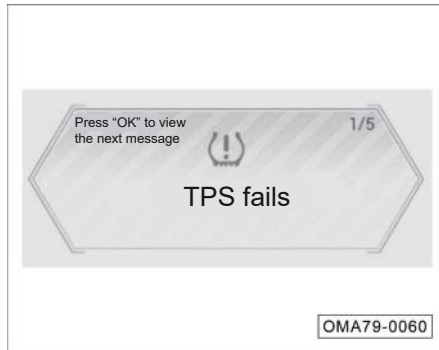 Press “OK” to view
the next message
1/5
TPS fails
OMA79-0060